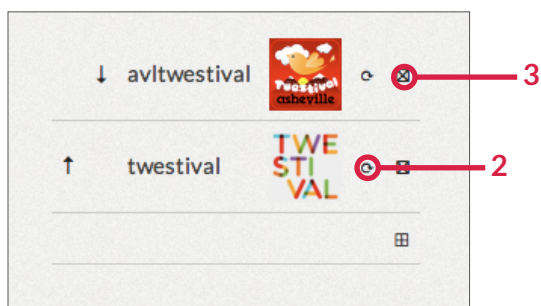 ↓ avltwestival Twestival asheville ⟳ ☒ 3
↑ twestival TWE STI VAL ⟳ ☒ 2
⊞